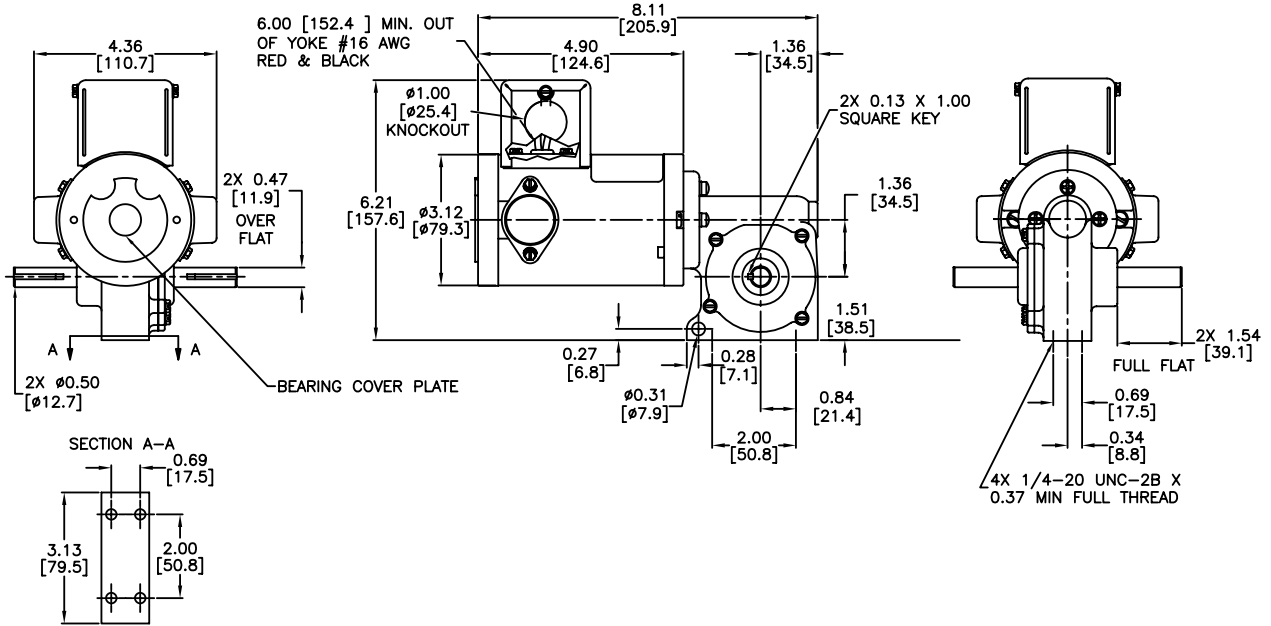 8.11
[205.9]
6.00 [152.4 ] MIN. OUT
OF YOKE #16 AWG
RED & BLACK
4.36
[110.7]
4.90
[124.6]
1.36
[34.5]
ø1.00
[ø25.4]
KNOCKOUT
2X 0.13 X 1.00
SQUARE KEY
2X 0.47
[11.9]
OVER
FLAT
6.21
[157.6]
ø3.12
[ø79.3]
1.36
[34.5]
1.51
[38.5]
A
A
2X ø0.50
[ø12.7]
BEARING COVER PLATE
0.27
[6.8]
0.28
[7.1]
ø0.31
[ø7.9]
0.84
[21.4]
2.00
[50.8]
2X 1.54
[39.1]
FULL FLAT
0.69
[17.5]
0.34
[8.8]
4X 1/4-20 UNC-2B X
0.37 MIN FULL THREAD
SECTION A-A
0.69
[17.5]
3.13
[79.5]
2.00
[50.8]